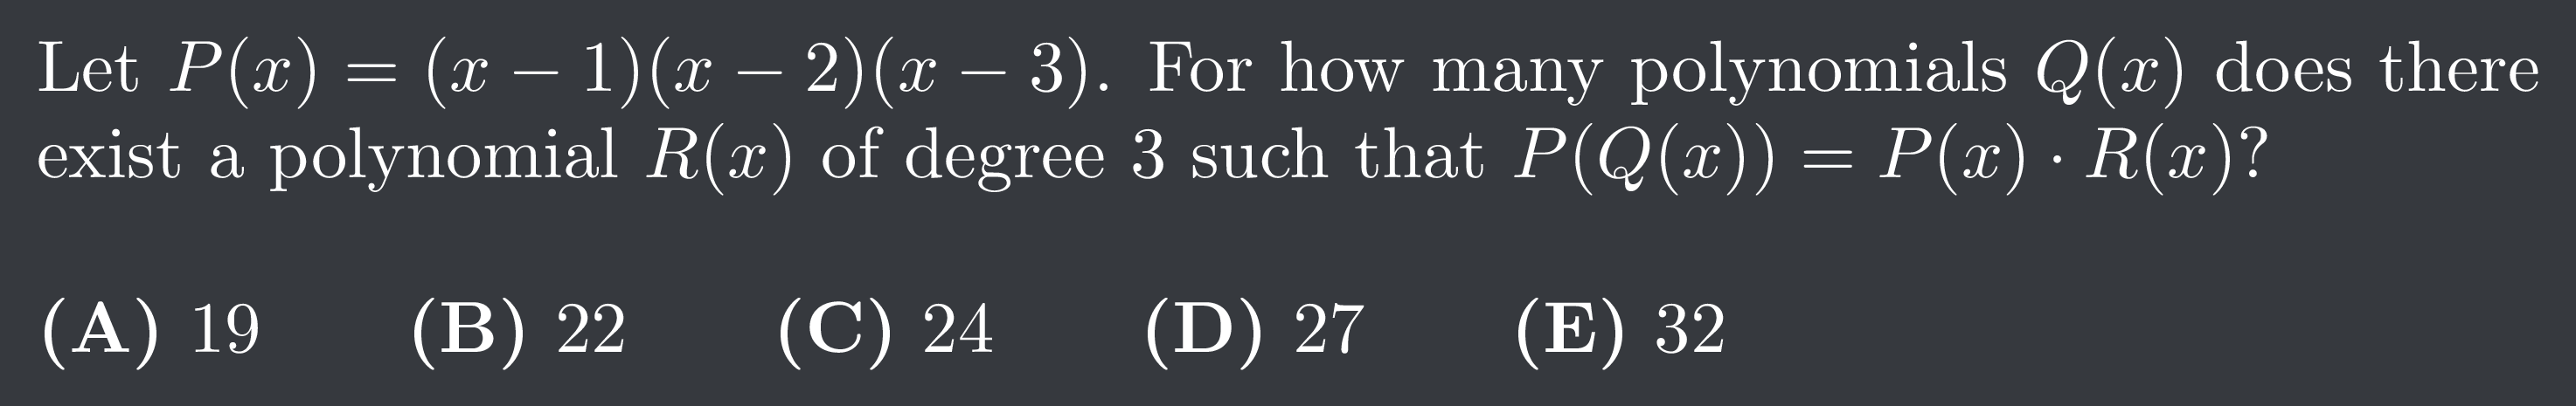 Let P(x) = (x − 1)(x − 2)(x − 3). For how many polynomials Q(x) does there
exist a polynomial R(x) of degree 3 such that P(Q(x)) = P(x) · R(x)?
(A) 19 (B) 22 (C) 24 (D) 27 (E) 32